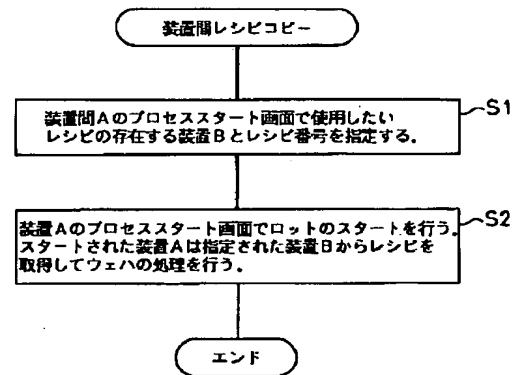 装置間レシピコピー
装置間Aのプロセススタート画面で使用したい
レシピの存在する装置Bとレシピ番号を指定する。
S1
装置Aのプロセススタート画面でロットのスタートを行う。
スタートされた装置Aは指定された装置Bからレシピを
取得してウェハの処理を行う。
S2
エンド